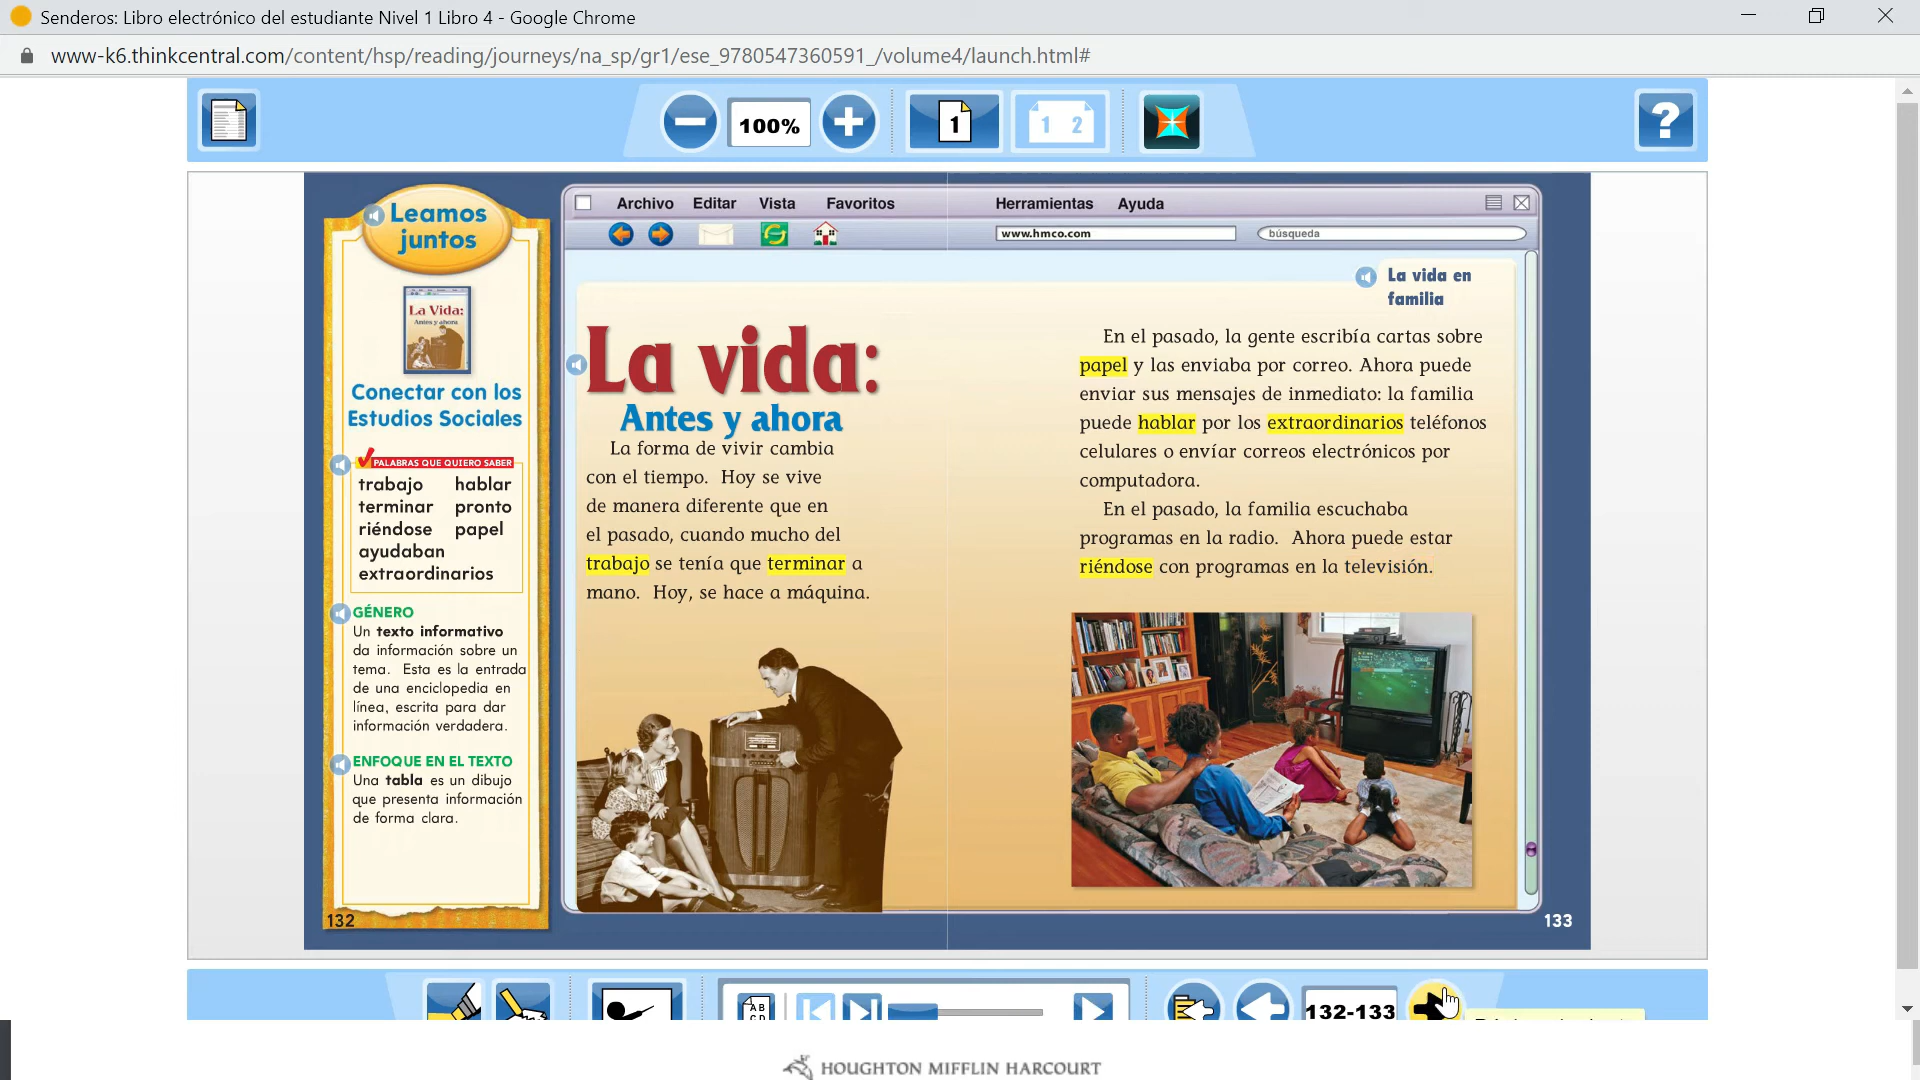 Senderos: Libro electrónico del estudiante Nivel 1 Libro 4 - Google Chrome
www-k6.thinkcentral.com/content/hsp/reading/journeys/na_sp/gr1/ese_9780547360591_/volume4/launch.html#
100%
1
1 2
?
Leamos
juntos
La Vida:
Antes y ahora
Conectar con los
Estudios Sociales
PALABRAS QUE QUIERO SABER
trabajo hablar
terminar pronto
riéndose papel
ayudaban
extraordinarios
GÉNERO
Un texto informativo
da información sobre un
tema. Esta es la entrada
de una enciclopedia en
línea, escrita para dar
información verdadera.
ENFOQUE EN EL TEXTO
Una tabla es un dibujo
que presenta información
de forma clara.
132
Archivo Editar Vista Favoritos Herramientas Ayuda
www.hmco.com búsqueda
La vida:
Antes y ahora
La forma de vivir cambia
con el tiempo. Hoy se vive
de manera diferente que en
el pasado, cuando mucho del
trabajo se tenía que terminar a
mano. Hoy, se hace a máquina.
La vida en
familia
En el pasado, la gente escribía cartas sobre
papel y las enviaba por correo. Ahora puede
enviar sus mensajes de inmediato: la familia
puede hablar por los extraordinarios teléfonos
celulares o envíar correos electrónicos por
computadora.
En el pasado, la familia escuchaba
programas en la radio. Ahora puede estar
riéndose con programas en la televisión.
133
AB
CD
132-133
HOUGHTON MIFFLIN HARCOURT